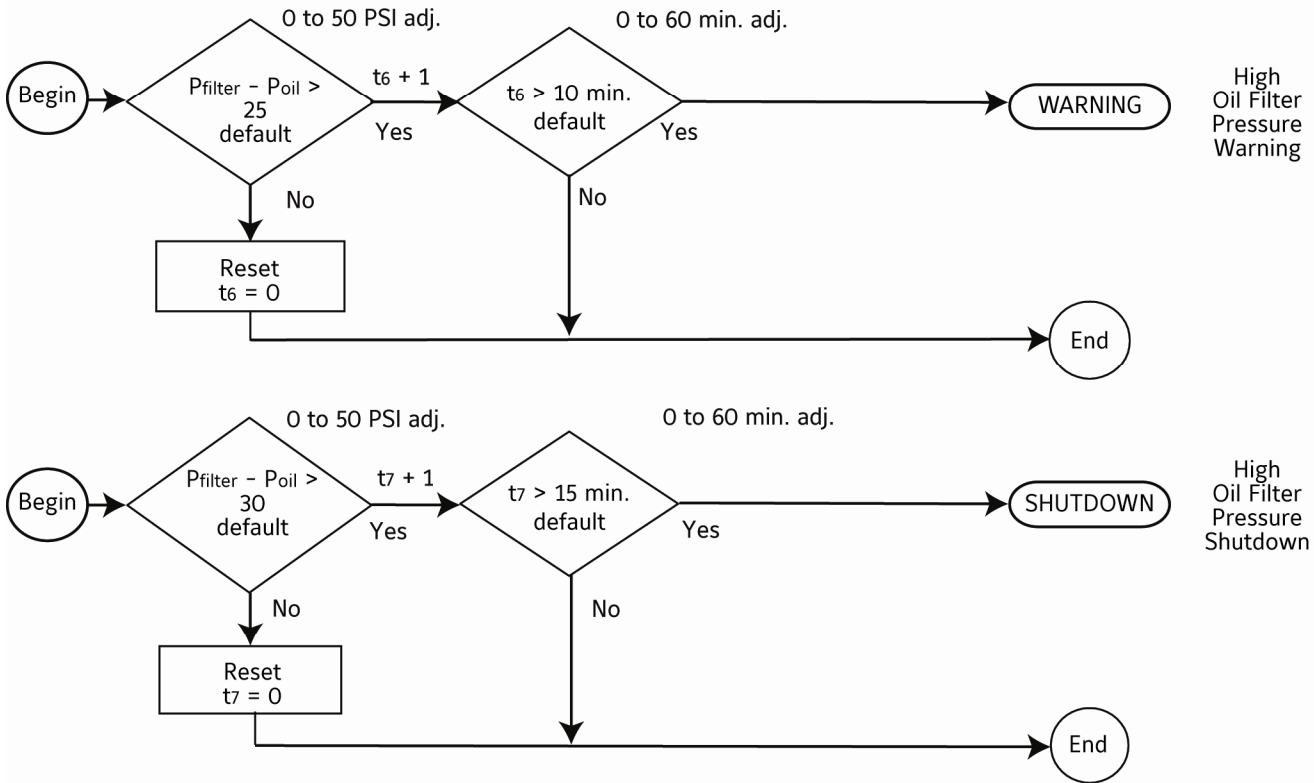 0 to 50 PSI adj.
0 to 60 min. adj.
Begin
Pfilter - Poil >
25
default
t6 + 1
Yes
t6 > 10 min.
default
Yes
WARNING
High
Oil Filter
Pressure
Warning
No
No
Reset
t6 = 0
End
0 to 50 PSI adj.
0 to 60 min. adj.
Begin
Pfilter - Poil >
30
default
t7 + 1
Yes
t7 > 15 min.
default
Yes
SHUTDOWN
High
Oil Filter
Pressure
Shutdown
No
No
Reset
t7 = 0
End